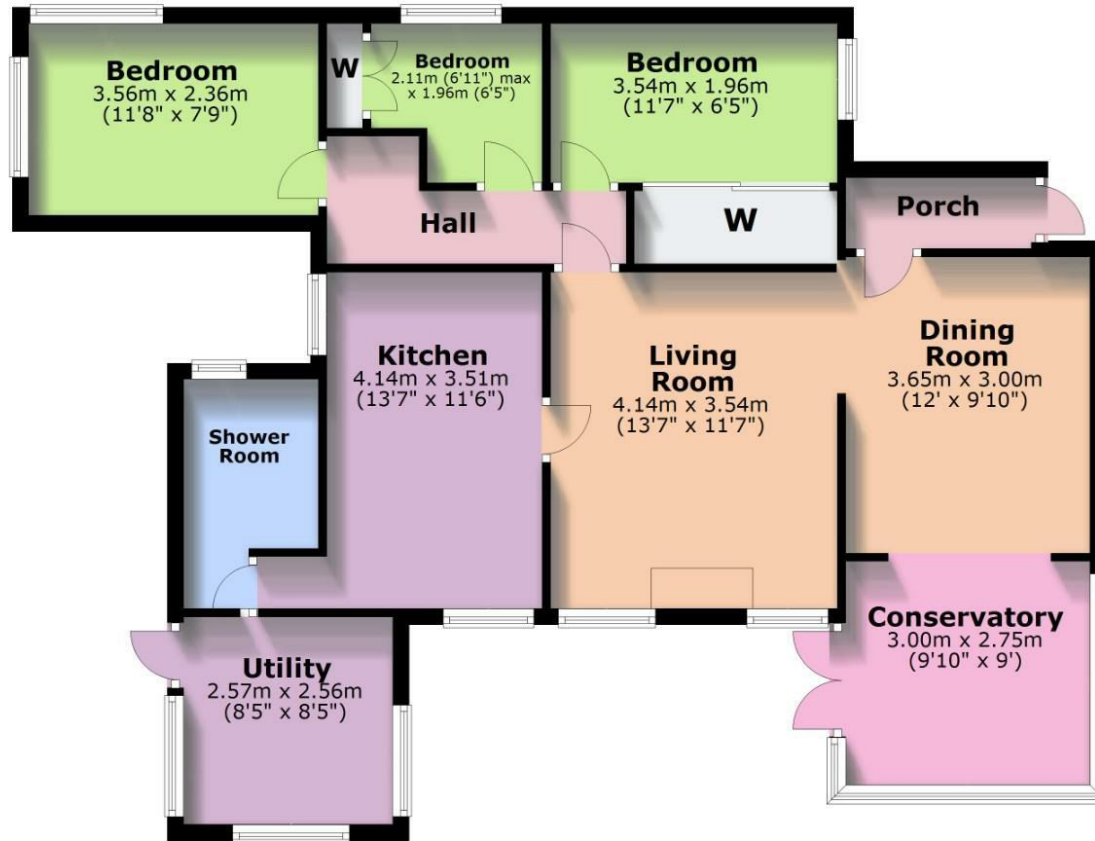 Bedroom
3.56m x 2.36m
(11'8" x 7'9")
W
Bedroom
2.11m (6'11") max
x 1.96m (6'5")
Bedroom
3.54m x 1.96m
(11'7" x 6'5")
Hall
W
Porch
Kitchen
4.14m x 3.51m
(13'7" x 11'6")
Living
Room
4.14m x 3.54m
(13'7" x 11'7")
Dining
Room
3.65m x 3.00m
(12' x 9'10")
Shower
Room
Utility
2.57m x 2.56m
(8'5" x 8'5")
Conservatory
3.00m x 2.75m
(9'10" x 9')